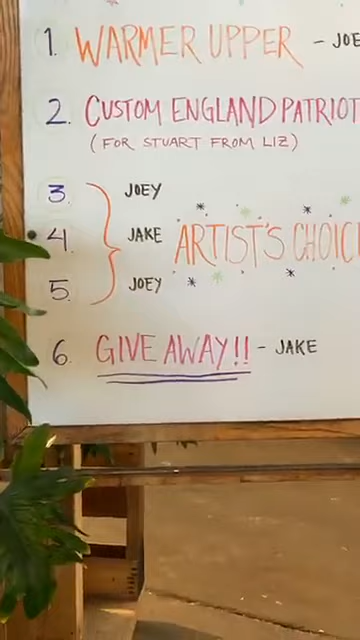 1. WARMER UPPER - JOE
2. CUSTOM ENGLAND PATRIOT
(FOR STUART FROM LIZ)
3 JOEY
4 JAKE ARTIST'S CHOIC
5. JOEY
6. GIVE AWAY!! - JAKE